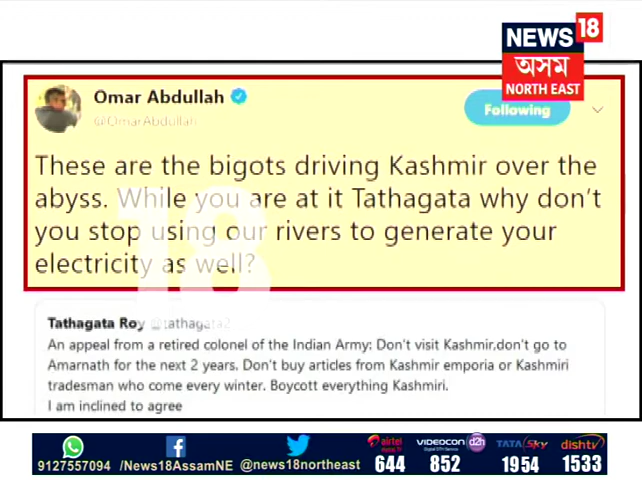 NEWS 18
অসম
NORTH EAST
Omar Abdullah
@OmarAbdullah
Following
These are the bigots driving Kashmir over the
abyss. While you are at it Tathagata why don't
you stop using our rivers to generate your
electricity as well?
18
Tathagata Roy @tathagata2
An appeal from a retired colonel of the Indian Army: Don't visit Kashmir,don't go to
Amarnath for the next 2 years. Don't buy articles from Kashmir emporia or Kashmiri
tradesman who come every winter. Boycott everything Kashmiri.
I am inclined to agree
9127557094 /News18AssamNE @news18northeast
airtel 644
VIDEOCON d2h 852
TATA Sky 1954
dishtv 1533